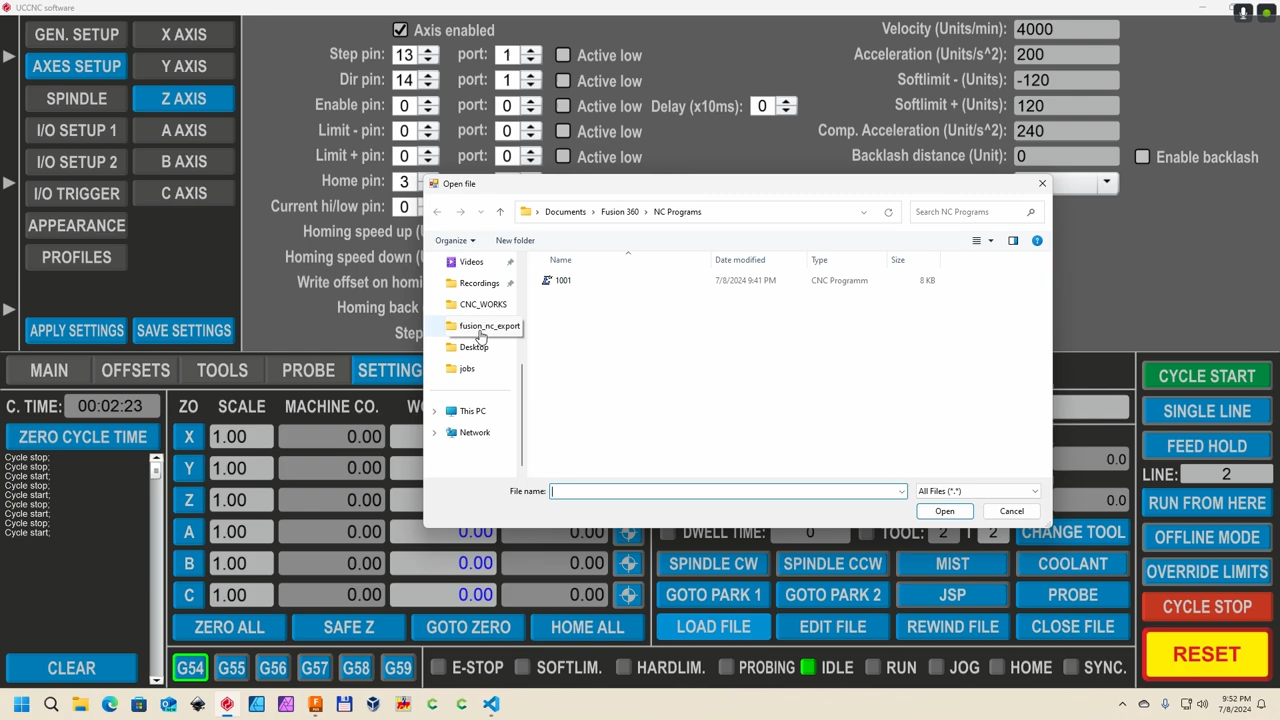 UCCNC software
GEN. SETUP
X AXIS
AXES SETUP
Y AXIS
SPINDLE
Z AXIS
I/O SETUP 1
A AXIS
I/O SETUP 2
B AXIS
I/O TRIGGER
C AXIS
APPEARANCE
PROFILES
APPLY SETTINGS
SAVE SETTINGS
Axis enabled
Step pin: 13 port: 1 Active low
Dir pin: 14 port: 1 Active low
Enable pin: 0 port: 0 Active low Delay (x10ms): 0
Limit - pin: 0 port: 0 Active low
Limit + pin: 0 port: 0 Active low
Home pin: 3
Current hi/low pin: 0
Homing speed up (
Homing speed down (
Write offset on homi
Homing back
Step
Velocity (Units/min): 4000
Acceleration (Units/s^2): 200
Softlimit - (Units): -120
Softlimit + (Units): 120
Comp. Acceleration (Unit/s^2): 240
Backlash distance (Unit): 0 Enable backlash
Open file
Documents > Fusion 360 > NC Programs
Search NC Programs
Organize
New folder
Videos
Recordings
CNC_WORKS
fusion_nc_export
Desktop
jobs
This PC
Network
Name Date modified Type Size
1001 7/8/2024 9:41 PM CNC Programm 8 KB
File name:
All Files (*.*)
Open
Cancel
MAIN
OFFSETS
TOOLS
PROBE
SETTING
C. TIME: 00:02:23
ZERO CYCLE TIME
Cycle stop;
Cycle stop;
Cycle start;
Cycle stop;
Cycle start;
Cycle stop;
Cycle start;
Cycle stop;
CLEAR
ZO SCALE MACHINE CO. WO
X 1.00 0.00
Y 1.00 0.00
Z 1.00 0.00
A 1.00 0.00 0.00 0.00
B 1.00 0.00 0.00 0.00
C 1.00 0.00 0.00 0.00
ZERO ALL
SAFE Z
GOTO ZERO
HOME ALL
G54
G55
G56
G57
G58
G59
0.0
0.0
DWELL TIME: 0 TOOL: 2 T 2
CHANGE TOOL
SPINDLE CW
SPINDLE CCW
MIST
COOLANT
GOTO PARK 1
GOTO PARK 2
JSP
PROBE
LOAD FILE
EDIT FILE
REWIND FILE
CLOSE FILE
E-STOP
SOFTLIM.
HARDLIM.
PROBING
IDLE
RUN
JOG
HOME
SYNC.
CYCLE START
SINGLE LINE
FEED HOLD
LINE: 2
RUN FROM HERE
OFFLINE MODE
OVERRIDE LIMITS
CYCLE STOP
RESET
9:52 PM
7/8/2024